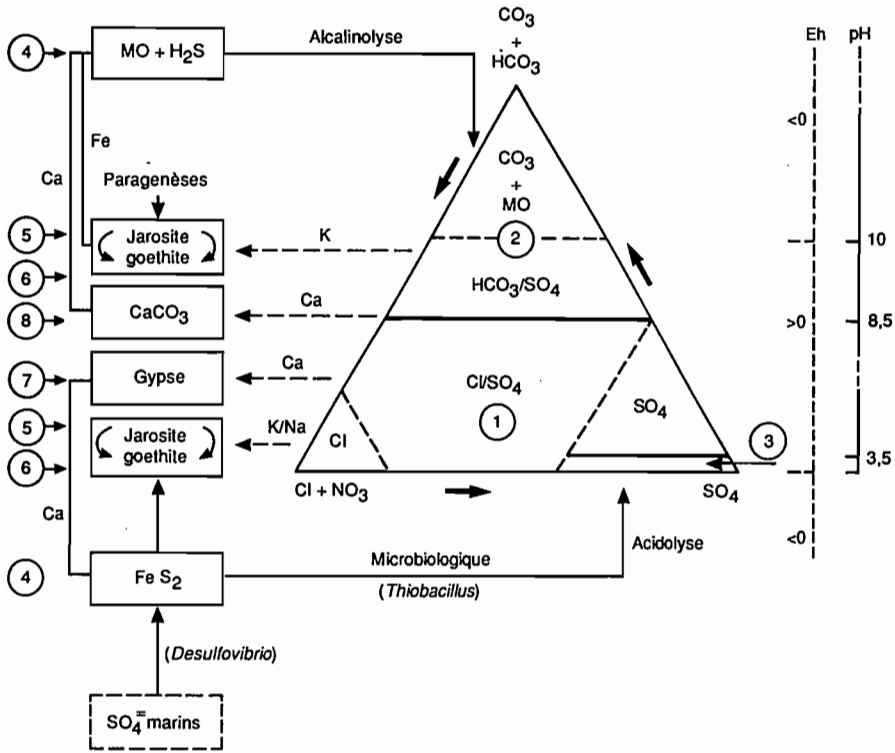 CO3
+
HCO3
Eh
pH
4
MO + H2S
Alcalinolyse
<0
Fe
Ca
Paragenèses
CO3
+
MO
5
Jarosite
goethite
K
2
10
6
HCO3/SO4
8
CaCO3
Ca
>0
8,5
7
Gypse
Ca
Cl/SO4
SO4
5
Jarosite
goethite
K/Na
Cl
1
3
6
3,5
Cl + NO3
SO4
Ca
Acidolyse
<0
4
Fe S2
Microbiologique
(Thiobacillus)
(Desulfovibrio)
SO4= marins